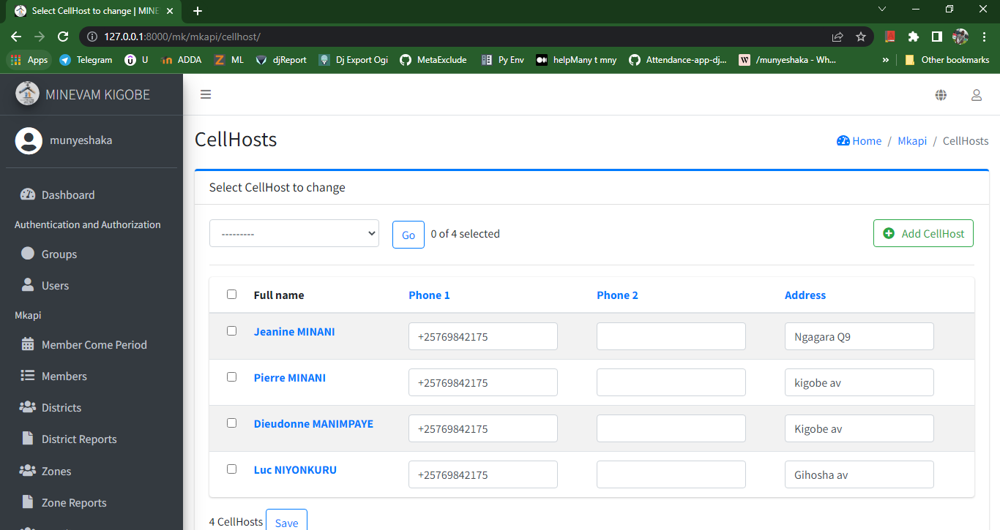 Select CellHost to change | MINE
127.0.0.1:8000/mk/mkapi/cellhost/
Apps
Telegram
U
ADDA
ML
djReport
Dj Export Ogi
MetaExclude
Py Env
helpMany t mny
Attendance-app-dj...
/munyeshaka - Wh...
»
Other bookmarks
MINEVAM KIGOBE
munyeshaka
Dashboard
Authentication and Authorization
Groups
Users
Mkapi
Member Come Period
Members
Districts
District Reports
Zones
Zone Reports
CellHosts
Home / Mkapi / CellHosts
Select CellHost to change
---------
Go
0 of 4 selected
Add CellHost
Full name Phone 1 Phone 2 Address
Jeanine MINANI +25769842175 Ngagara Q9
Pierre MINANI +25769842175 kigobe av
Dieudonne MANIMPAYE +25769842175 Kigobe av
Luc NIYONKURU +25769842175 Gihosha av
4 CellHosts Save